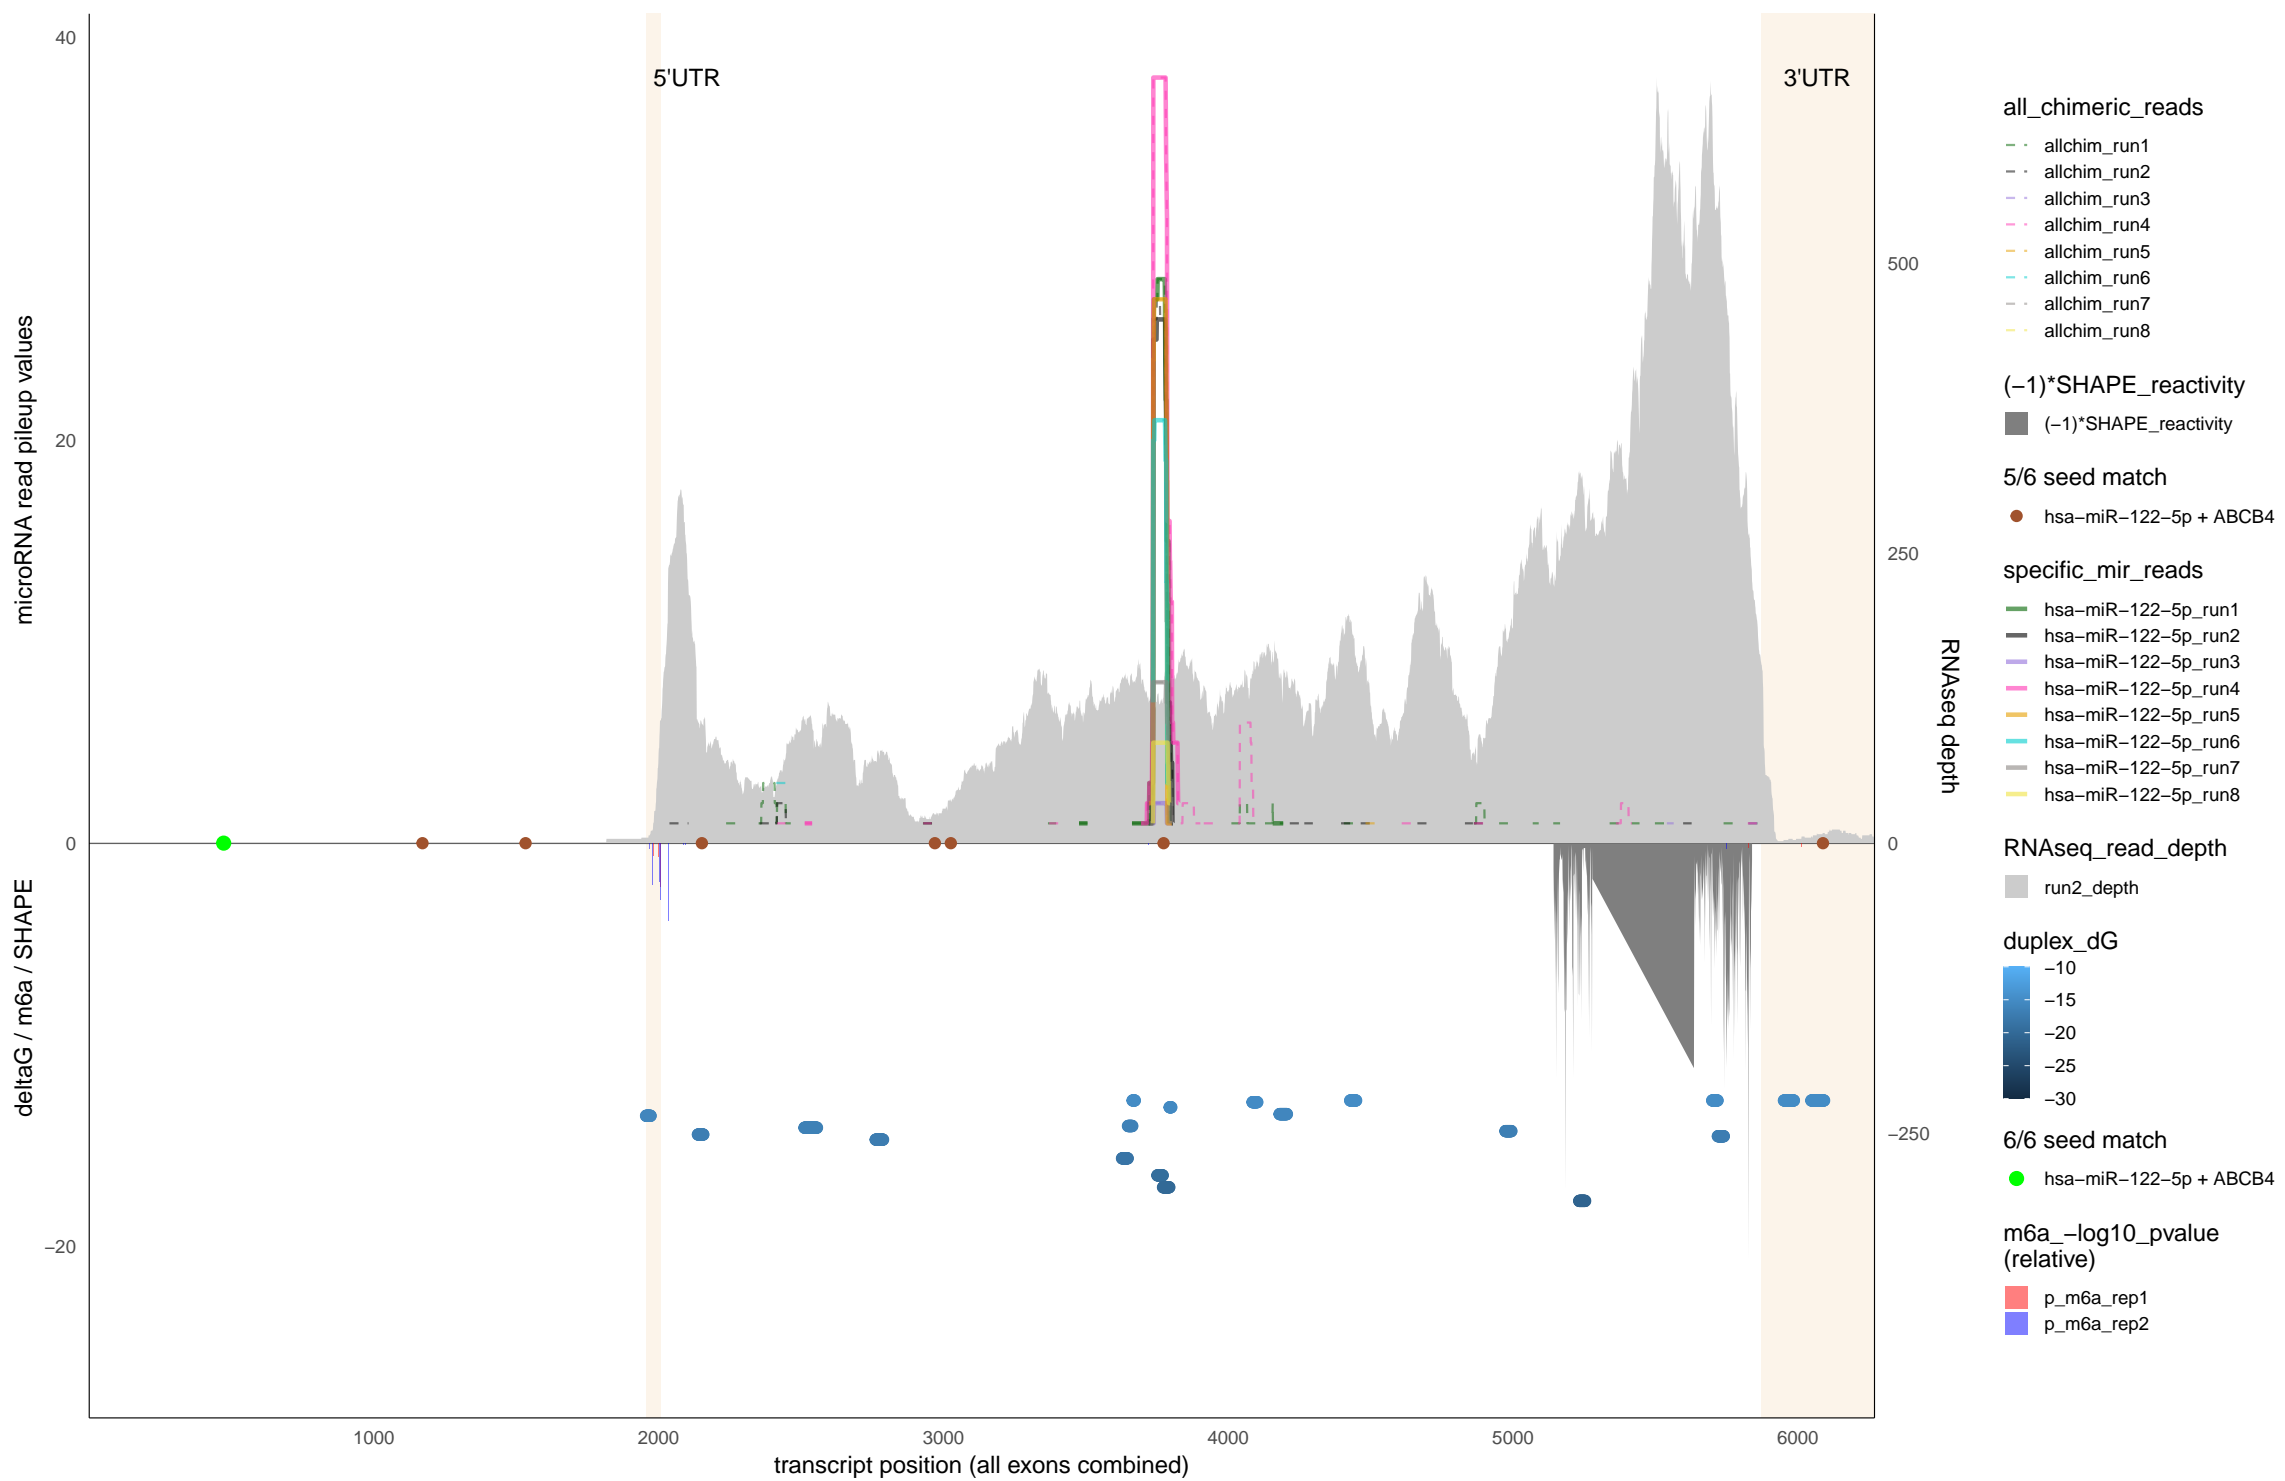 40
20
0
−20
microRNA read pileup values
deltaG / m6a / SHAPE
5'UTR
3'UTR
500
250
0
−250
RNAseq depth
1000
2000
3000
4000
5000
6000
transcript position (all exons combined)
all_chimeric_reads
allchim_run1
allchim_run2
allchim_run3
allchim_run4
allchim_run5
allchim_run6
allchim_run7
allchim_run8
(−1)*SHAPE_reactivity
(−1)*SHAPE_reactivity
5/6 seed match
hsa−miR−122−5p + ABCB4
specific_mir_reads
hsa−miR−122−5p_run1
hsa−miR−122−5p_run2
hsa−miR−122−5p_run3
hsa−miR−122−5p_run4
hsa−miR−122−5p_run5
hsa−miR−122−5p_run6
hsa−miR−122−5p_run7
hsa−miR−122−5p_run8
RNAseq_read_depth
run2_depth
duplex_dG
−10
−15
−20
−25
−30
6/6 seed match
hsa−miR−122−5p + ABCB4
m6a_−log10_pvalue
(relative)
p_m6a_rep1
p_m6a_rep2